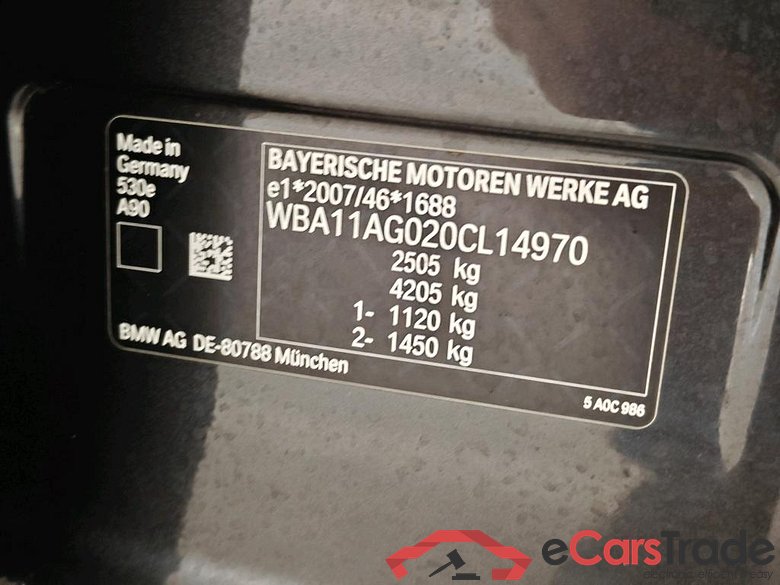 Made in
Germany
530e
A90
BAYERISCHE MOTOREN WERKE AG
e1*2007/46*1688
WBA11AG020CL14970
2505 kg
4205 kg
1- 1120 kg
2- 1450 kg
BMW AG DE-80788 München
5 A0C 986
eCarsTrade